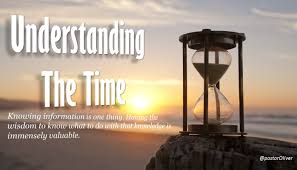 Understanding
The Time
Knowing information is one thing. Having the
wisdom to know what to do with that knowledge is
immensely valuable.
@pastorOliver